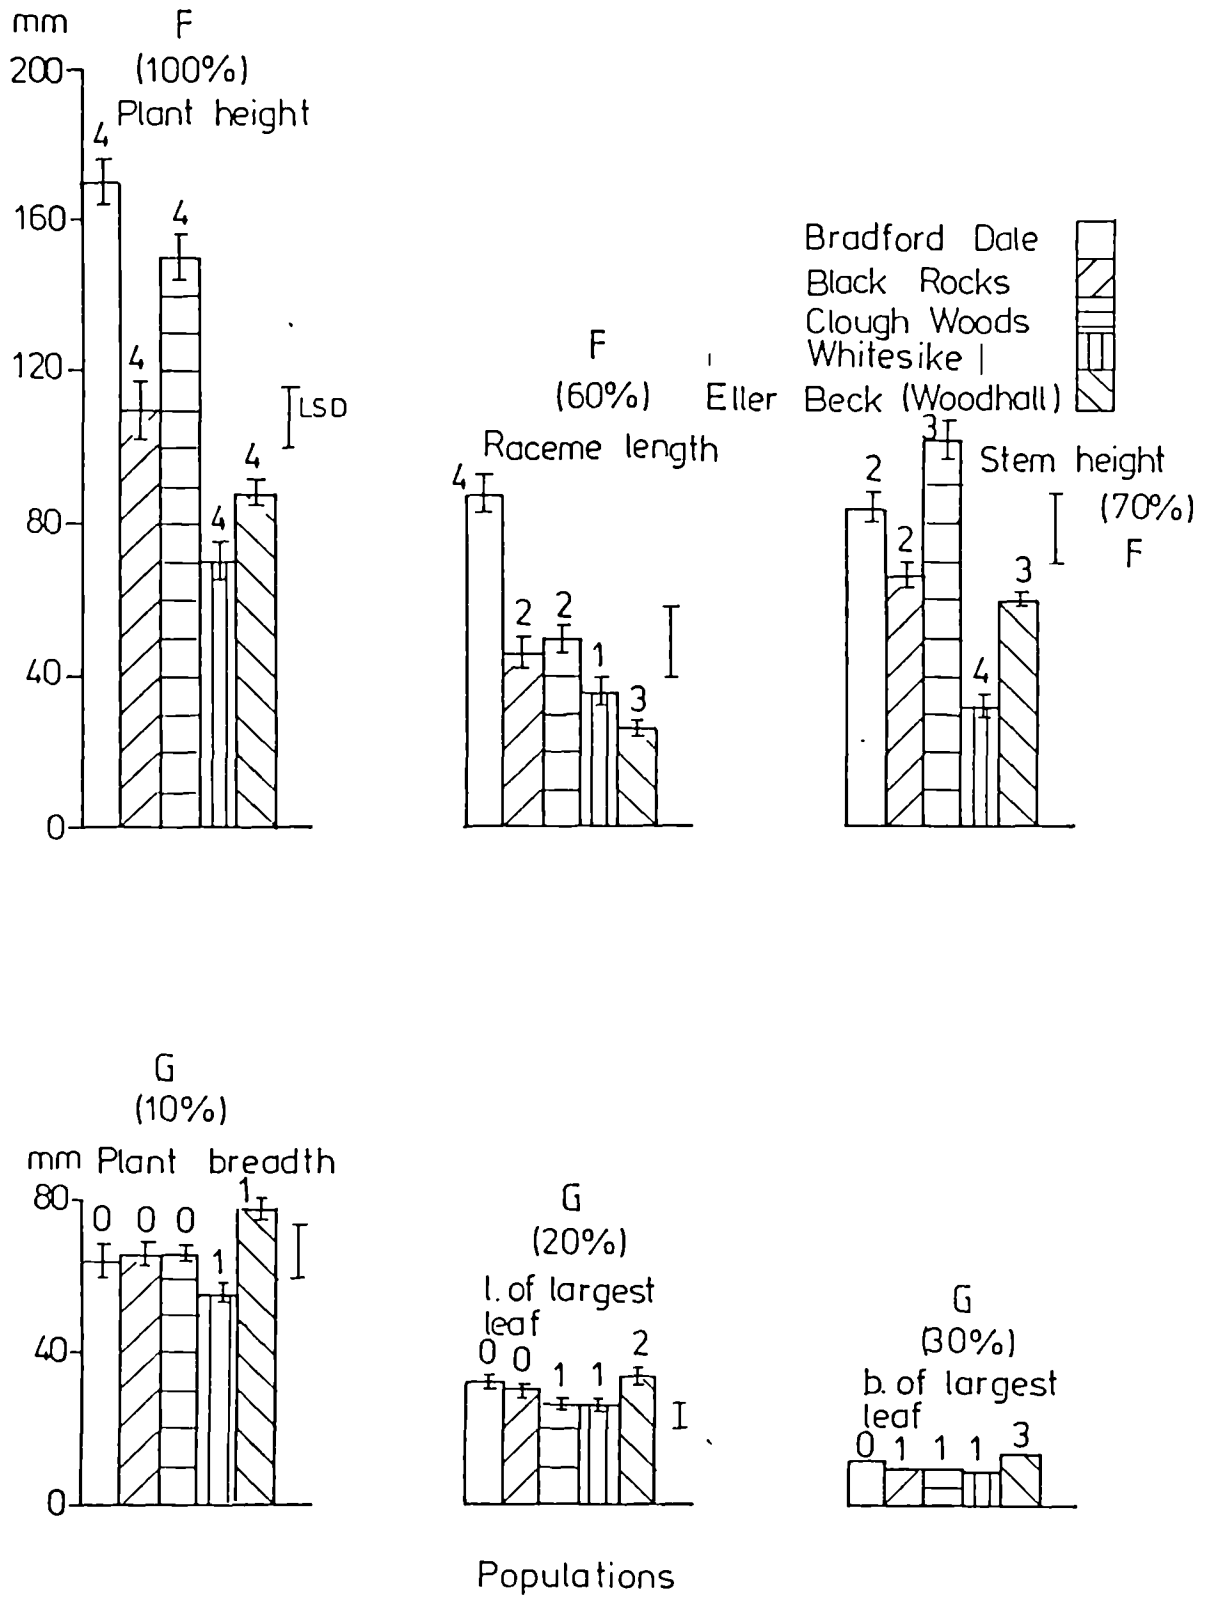 mm
F
(100%)
Plant height
200
160
120
80
40
0
4
4
4
4
4
LSD
F
(60%)
Raceme length
4
2
2
1
3
Bradford Dale
Black Rocks
Clough Woods
Whitesike
Eller Beck (Woodhall)
Stem height
(70%)
F
2
2
3
4
3
G
(10%)
mm Plant breadth
80
40
0
0
0
0
1
1
G
(20%)
l. of largest
leaf
0
0
1
1
2
G
(30%)
b. of largest
leaf
0
1
1
1
3
Populations